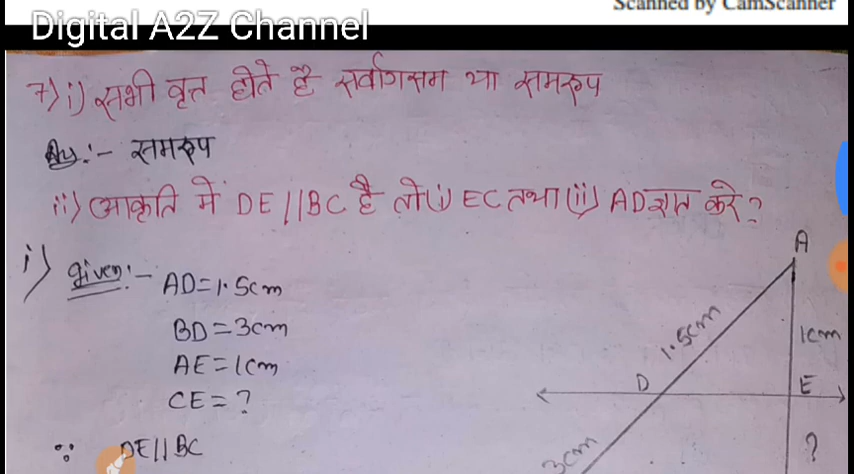 Scanned by CamScanner
Digital A2Z Channel
7) i) सभी वृत्त होते है सर्वांगसम या समरूप
Ay:- समरूप
ii) आकृति में DE||BC है तो (i) EC तथा (ii) AD ज्ञात करे?
i) given:- AD=1.5cm
BD=3cm
AE=1cm
CE=?
∵ DE||BC
A
1.5cm
1cm
D
E
3cm
?